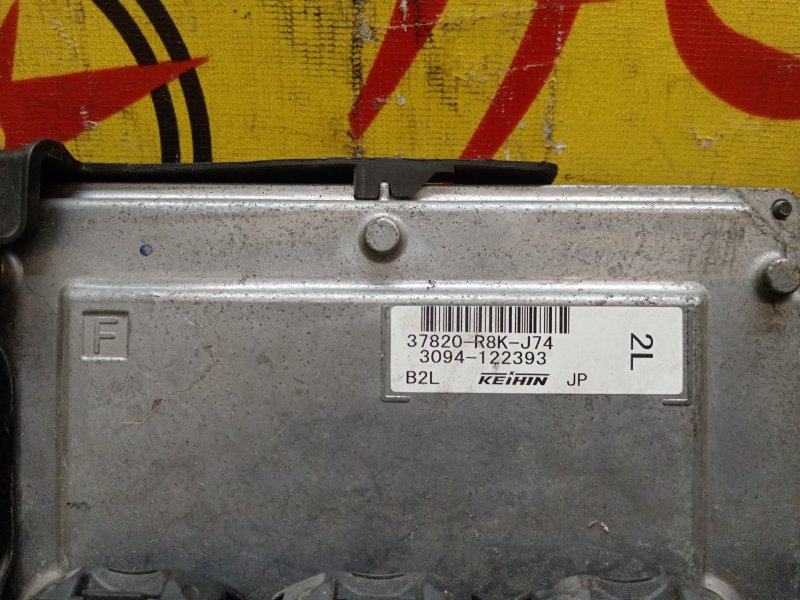 F
37820-R8K-J74
3094-122393
B2L KEIHIN JP
2L